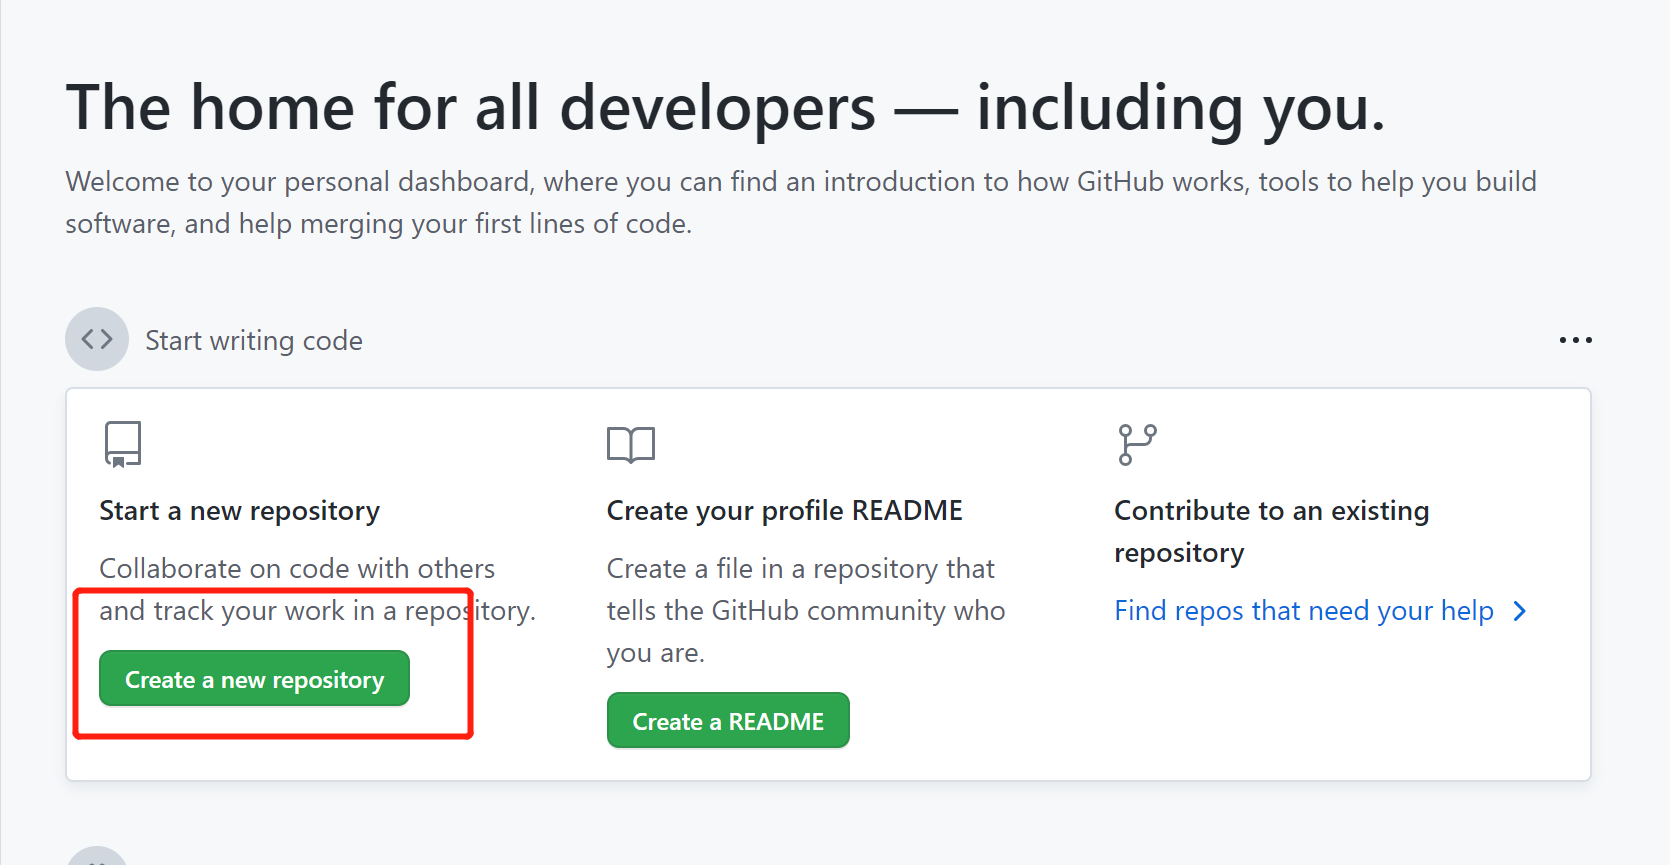 The home for all developers — including you.
Welcome to your personal dashboard, where you can find an introduction to how GitHub works, tools to help you build
software, and help merging your first lines of code.
Start writing code
Start a new repository
Collaborate on code with others
and track your work in a repository.
Create a new repository
Create your profile README
Create a file in a repository that
tells the GitHub community who
you are.
Create a README
Contribute to an existing
repository
Find repos that need your help